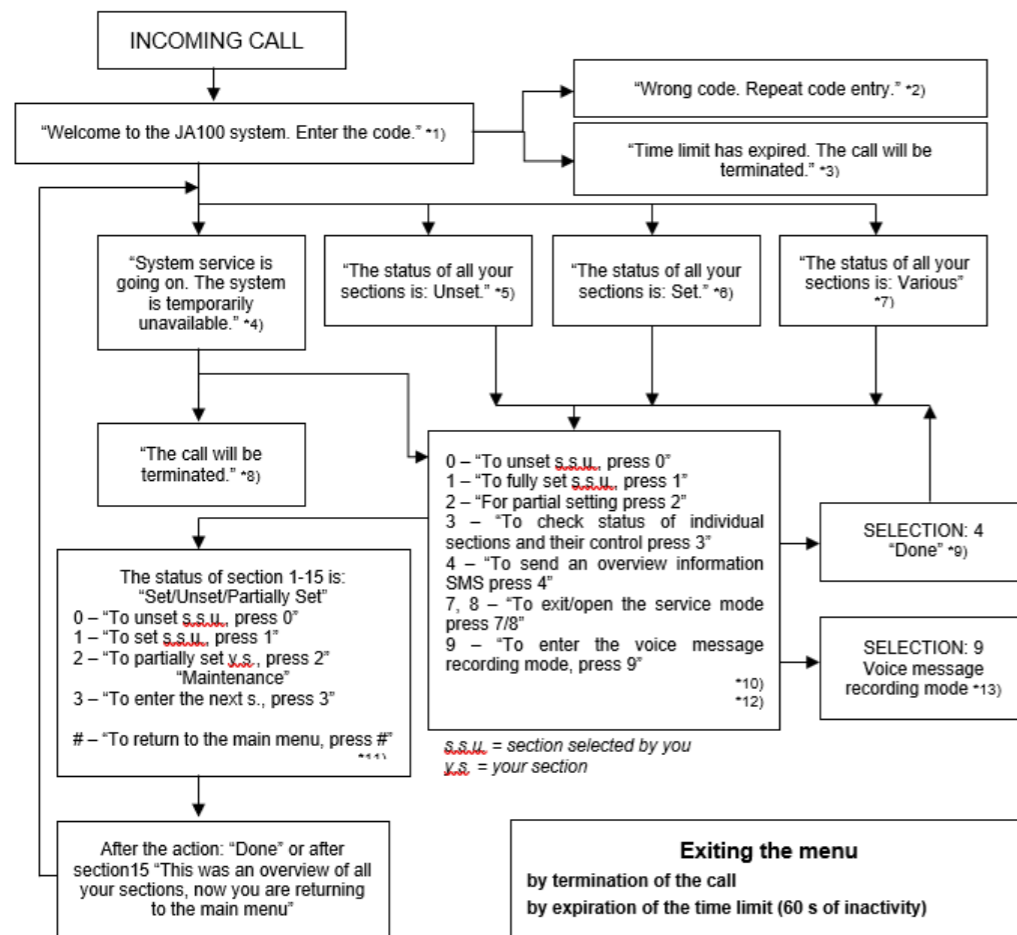 INCOMING CALL
“Welcome to the JA100 system. Enter the code.” *1)
“Wrong code. Repeat code entry.” *2)
“Time limit has expired. The call will be
terminated.” *3)
“System service is
going on. The system
is temporarily
unavailable.” *4)
“The status of all your
sections is: Unset.” *5)
“The status of all your
sections is: Set.” *6)
“The status of all your
sections is: Various”
*7)
“The call will be
terminated.” *8)
0 – “To unset s.s.u., press 0”
1 – “To fully set s.s.u., press 1”
2 – “For partial setting press 2”
3 – “To check status of individual
sections and their control press 3”
4 – “To send an overview information
SMS press 4”
7, 8 – “To exit/open the service mode
press 7/8”
9 – “To enter the voice message
recording mode, press 9”
*10)
*12)
SELECTION: 4
“Done” *9)
SELECTION: 9
Voice message
recording mode *13)
s.s.u. = section selected by you
y.s. = your section
The status of section 1-15 is:
“Set/Unset/Partially Set”
0 – “To unset s.s.u., press 0”
1 – “To set s.s.u., press 1”
2 – “To partially set y.s., press 2”
“Maintenance”
3 – “To enter the next s., press 3”
# – “To return to the main menu, press #”
*11)
After the action: “Done” or after
section15 “This was an overview of all
your sections, now you are returning
to the main menu”
Exiting the menu
by termination of the call
by expiration of the time limit (60 s of inactivity)